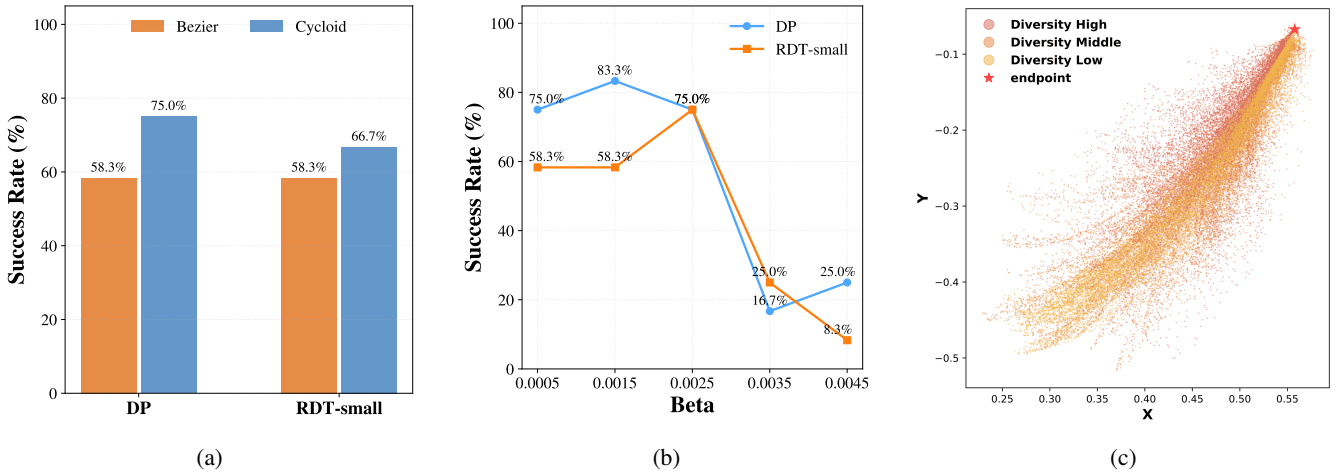 Bezier
Cycloid
Success Rate (%)
100
80
60
40
20
0
58.3%
75.0%
58.3%
66.7%
DP
RDT-small
(a)
DP
RDT-small
Success Rate (%)
100
80
60
40
20
0
75.0%
83.3%
75.0%
58.3%
58.3%
25.0%
16.7%
25.0%
8.3%
0.0005
0.0015
0.0025
0.0035
0.0045
Beta
(b)
Diversity High
Diversity Middle
Diversity Low
endpoint
Y
−0.1
−0.2
−0.3
−0.4
−0.5
0.25
0.30
0.35
0.40
0.45
0.50
0.55
X
(c)